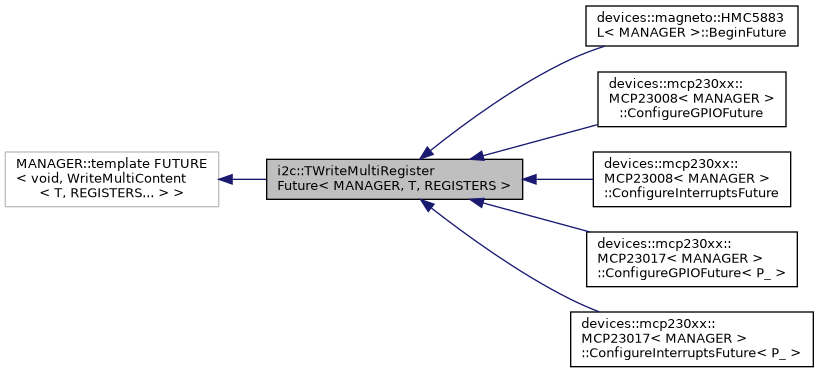 MANAGER::template FUTURE
< void, WriteMultiContent
< T, REGISTERS... > >
i2c::TWriteMultiRegister
Future< MANAGER, T, REGISTERS >
devices::magneto::HMC5883
L< MANAGER >::BeginFuture
devices::mcp230xx::
MCP23008< MANAGER >
::ConfigureGPIOFuture
devices::mcp230xx::
MCP23008< MANAGER >
::ConfigureInterruptsFuture
devices::mcp230xx::
MCP23017< MANAGER >
::ConfigureGPIOFuture< P_ >
devices::mcp230xx::
MCP23017< MANAGER >
::ConfigureInterruptsFuture< P_ >